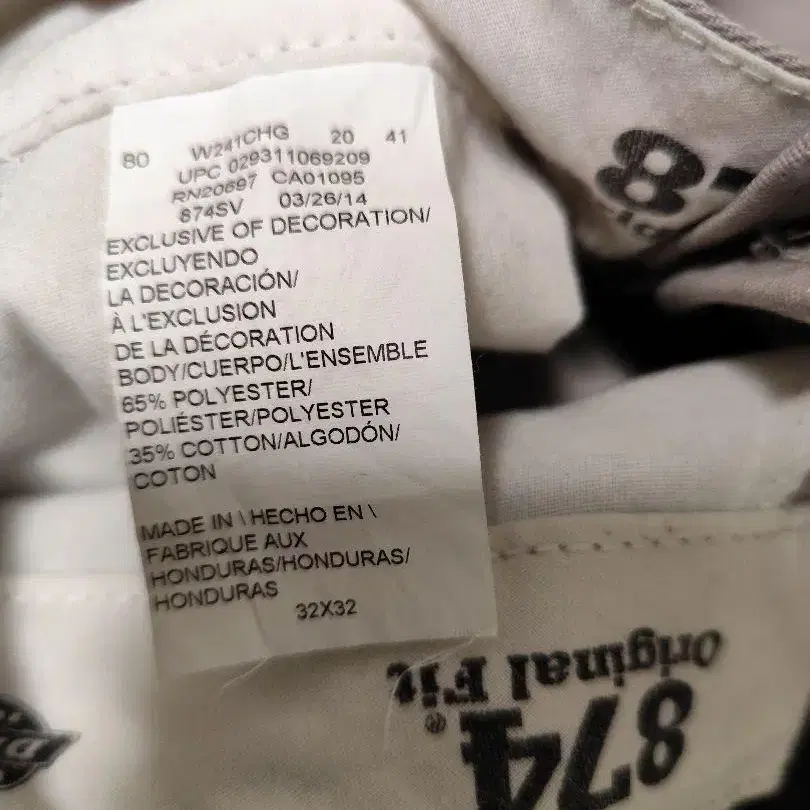 80 W241CHG 20 41
UPC 029311069209
RN20697 CA01095
874SV 03/26/14
EXCLUSIVE OF DECORATION/
EXCLUYENDO
LA DECORACIÓN/
À L'EXCLUSION
DE LA DÉCORATION
BODY/CUERPO/L'ENSEMBLE
65% POLYESTER/
POLIÉSTER/POLYESTER
35% COTTON/ALGODÓN/
COTON
MADE IN \ HECHO EN \
FABRIQUE AUX
HONDURAS/HONDURAS/
HONDURAS
32X32
874®
Original Fit